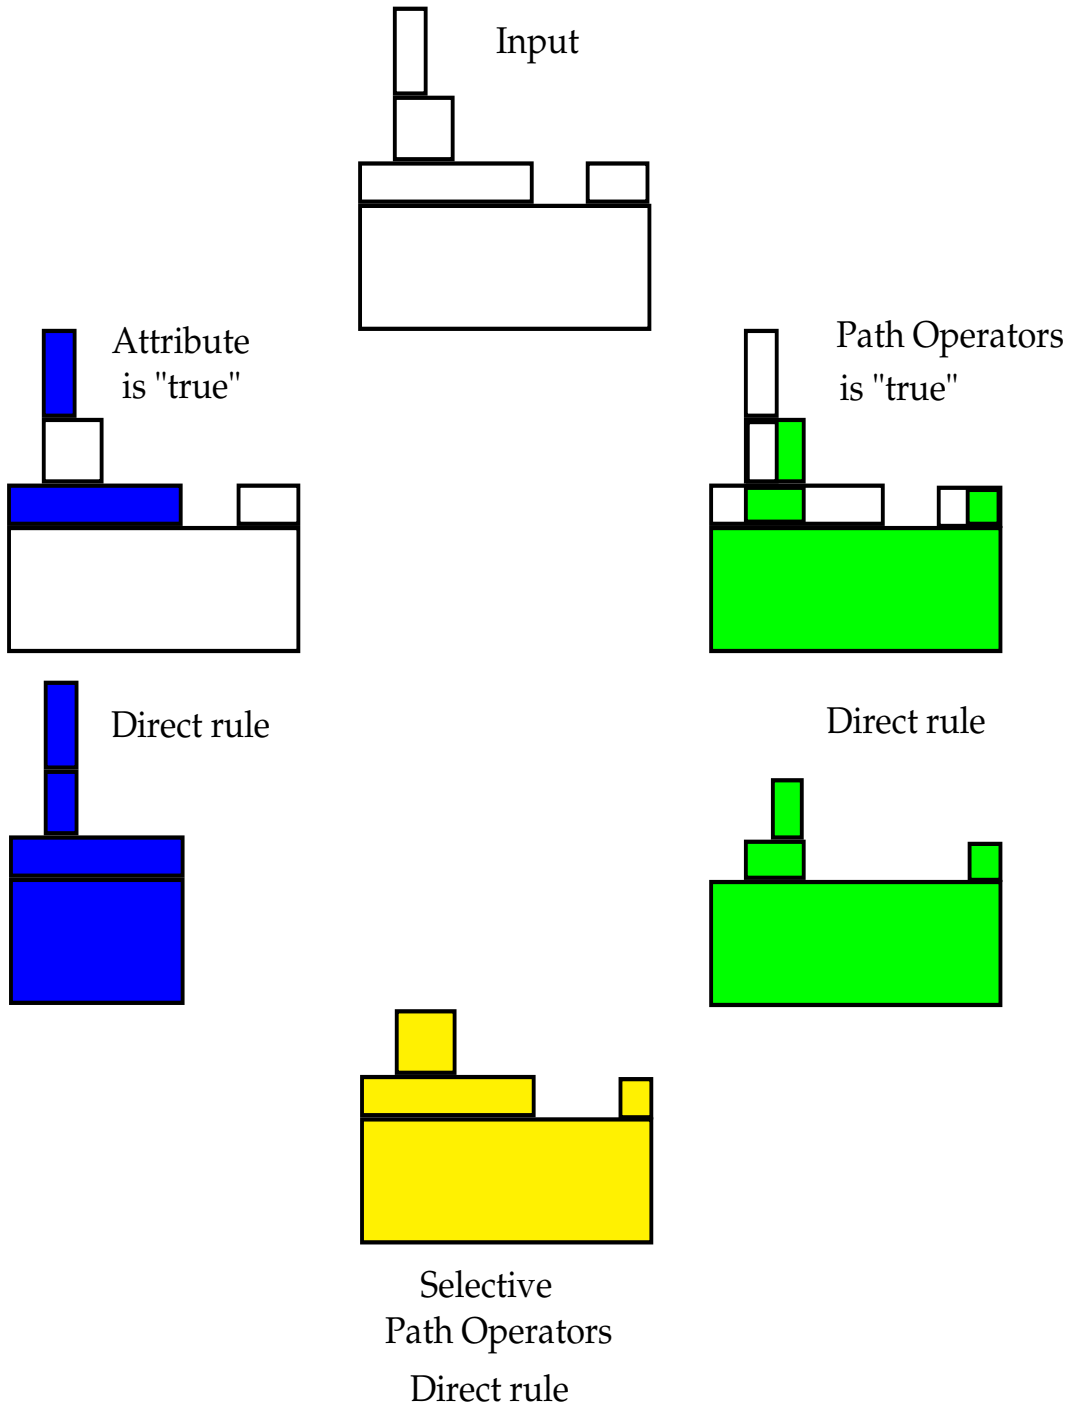 Input
Attribute
is "true"
Path Operators
is "true"
Direct rule
Direct rule
Selective
Path Operators
Direct rule